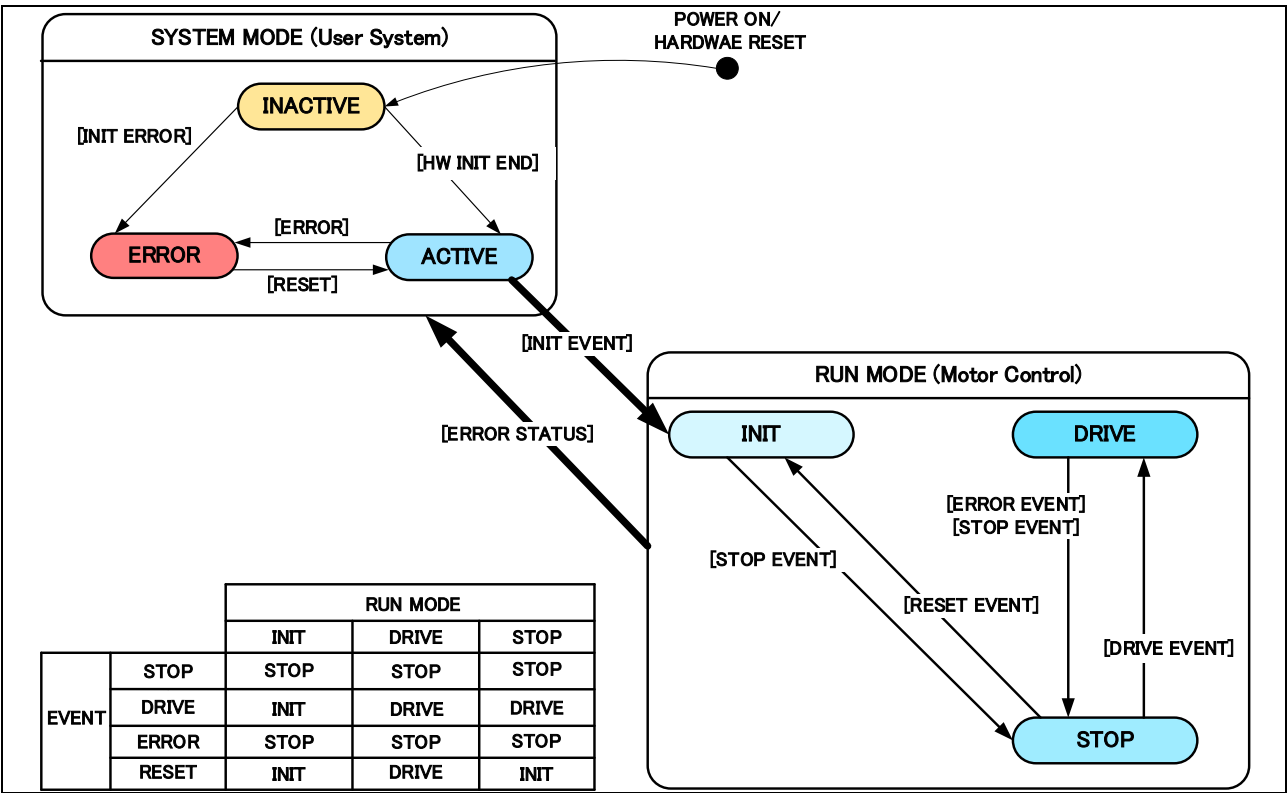 POWER ON/
HARDWAE RESET
SYSTEM MODE (User System)
INACTIVE
[INIT ERROR]
[HW INIT END]
[ERROR]
ERROR
ACTIVE
[RESET]
[INIT EVENT]
[ERROR STATUS]
RUN MODE (Motor Control)
INIT
DRIVE
[ERROR EVENT]
[STOP EVENT]
[STOP EVENT]
[RESET EVENT]
[DRIVE EVENT]
STOP
RUN MODE
INIT DRIVE STOP
EVENT
STOP STOP STOP STOP
DRIVE INIT DRIVE DRIVE
ERROR STOP STOP STOP
RESET INIT DRIVE INIT